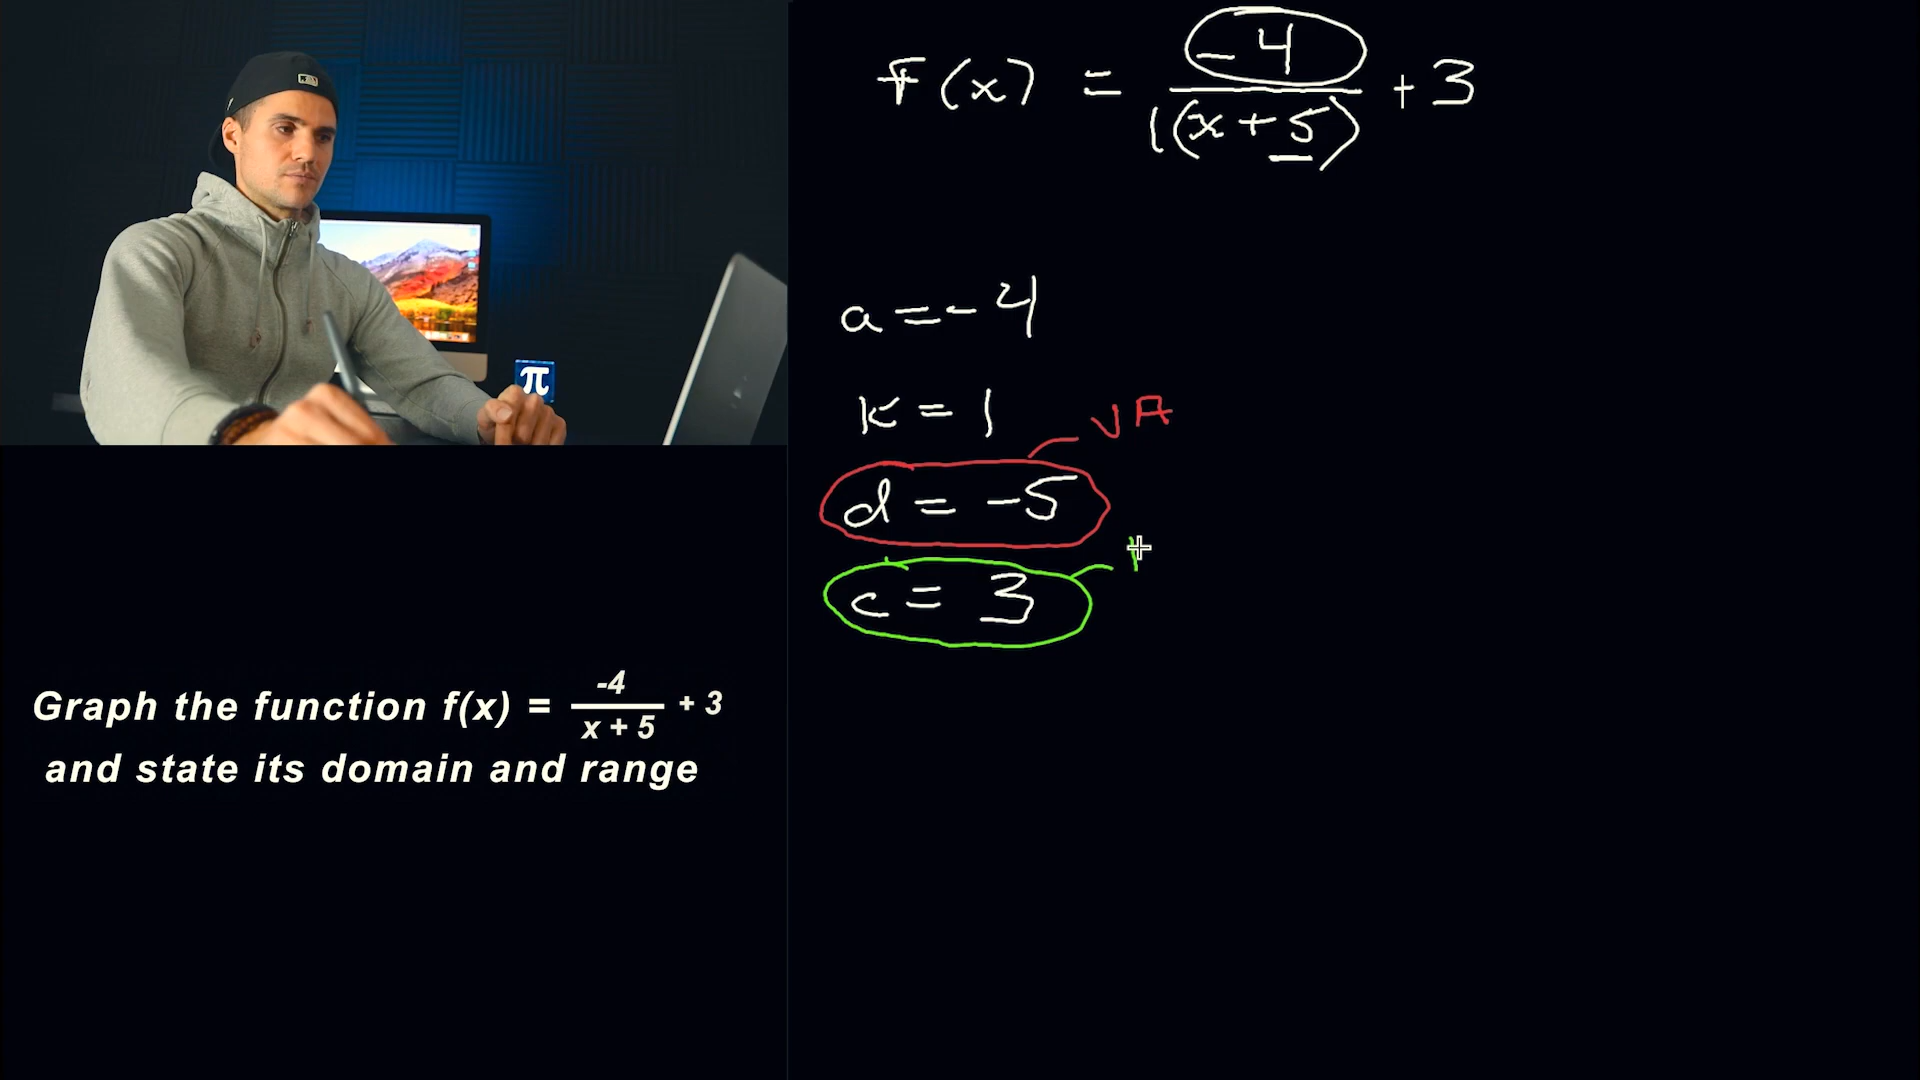 π
Graph the function f(x) = -4 / x + 5 + 3
and state its domain and range
f(x) = -4 / 1(x + 5) + 3
a = -4
k = 1
VA
d = -5
c = 3